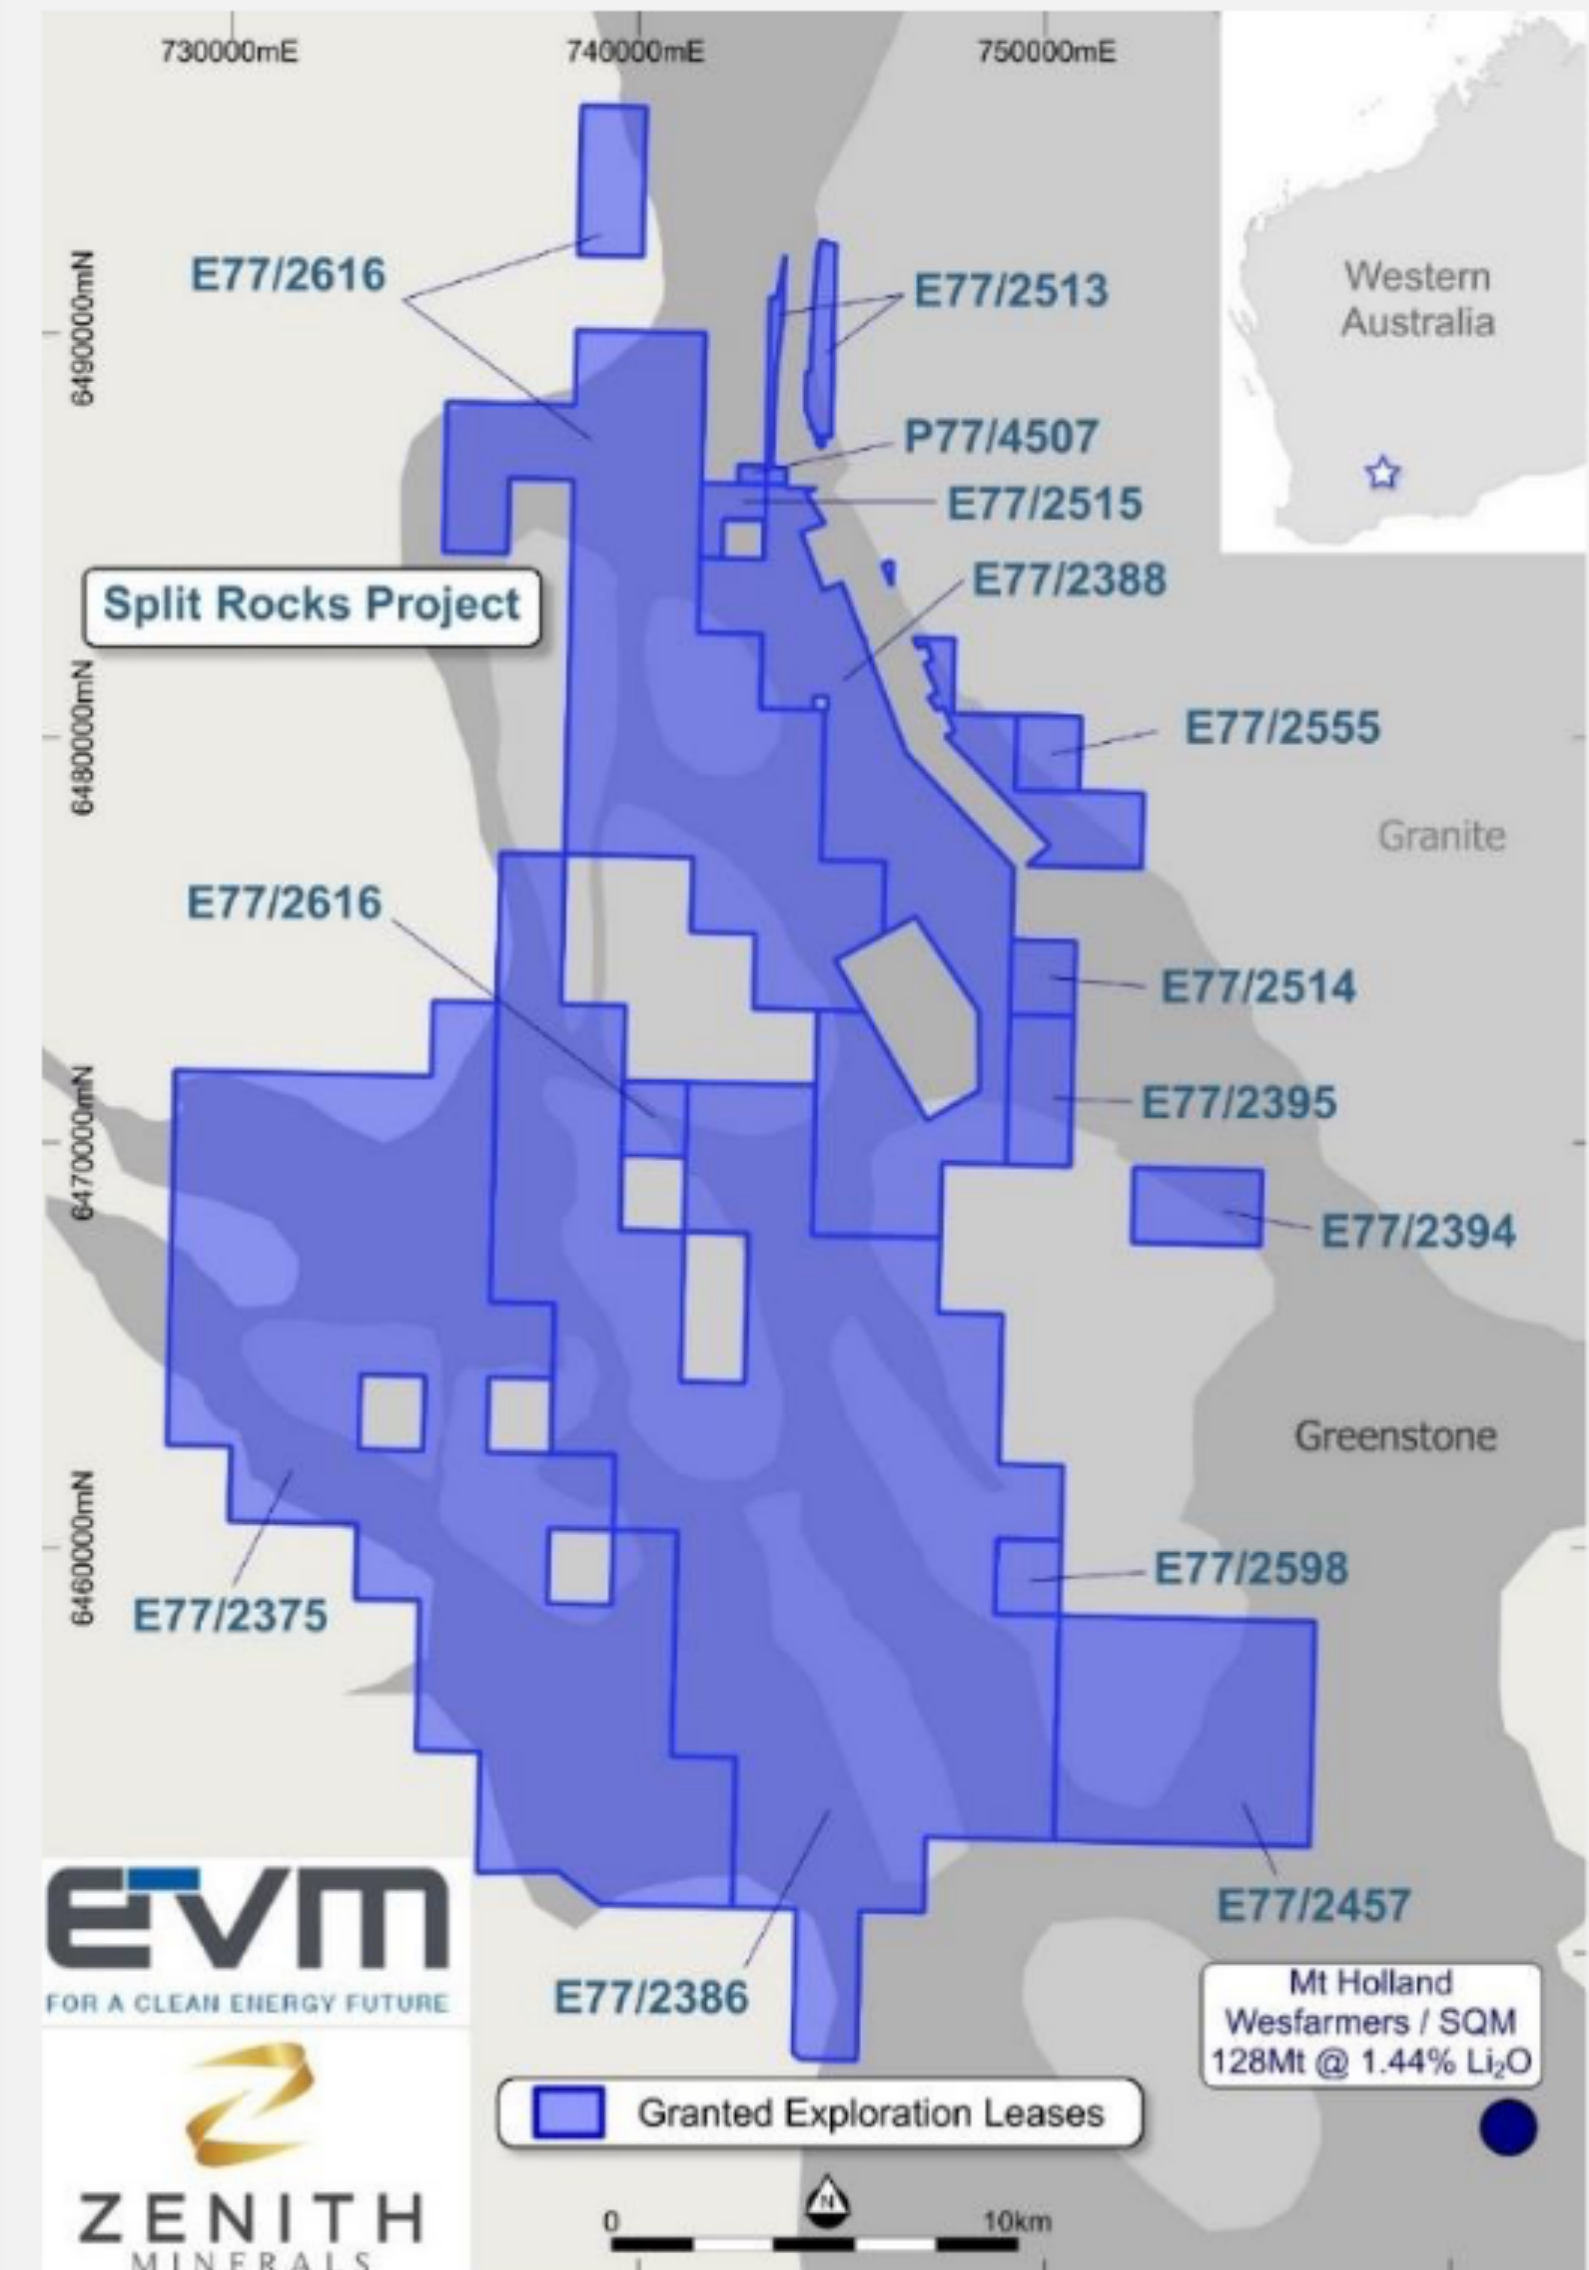 730000mE
740000mE
750000mE
Western
Australia
E77/2616
E77/2513
6490000mN
P77/4507
E77/2515
E77/2388
Split Rocks Project
6480000mN
E77/2555
Granite
E77/2616
E77/2514
E77/2395
6470000mN
E77/2394
Greenstone
6460000mN
E77/2598
E77/2375
E77/2457
EVM
FOR A CLEAN ENERGY FUTURE
E77/2386
Mt Holland
Wesfarmers / SQM
128Mt @ 1.44% Li₂O
Granted Exploration Leases
ZENITH
MINERALS
N
0
10km